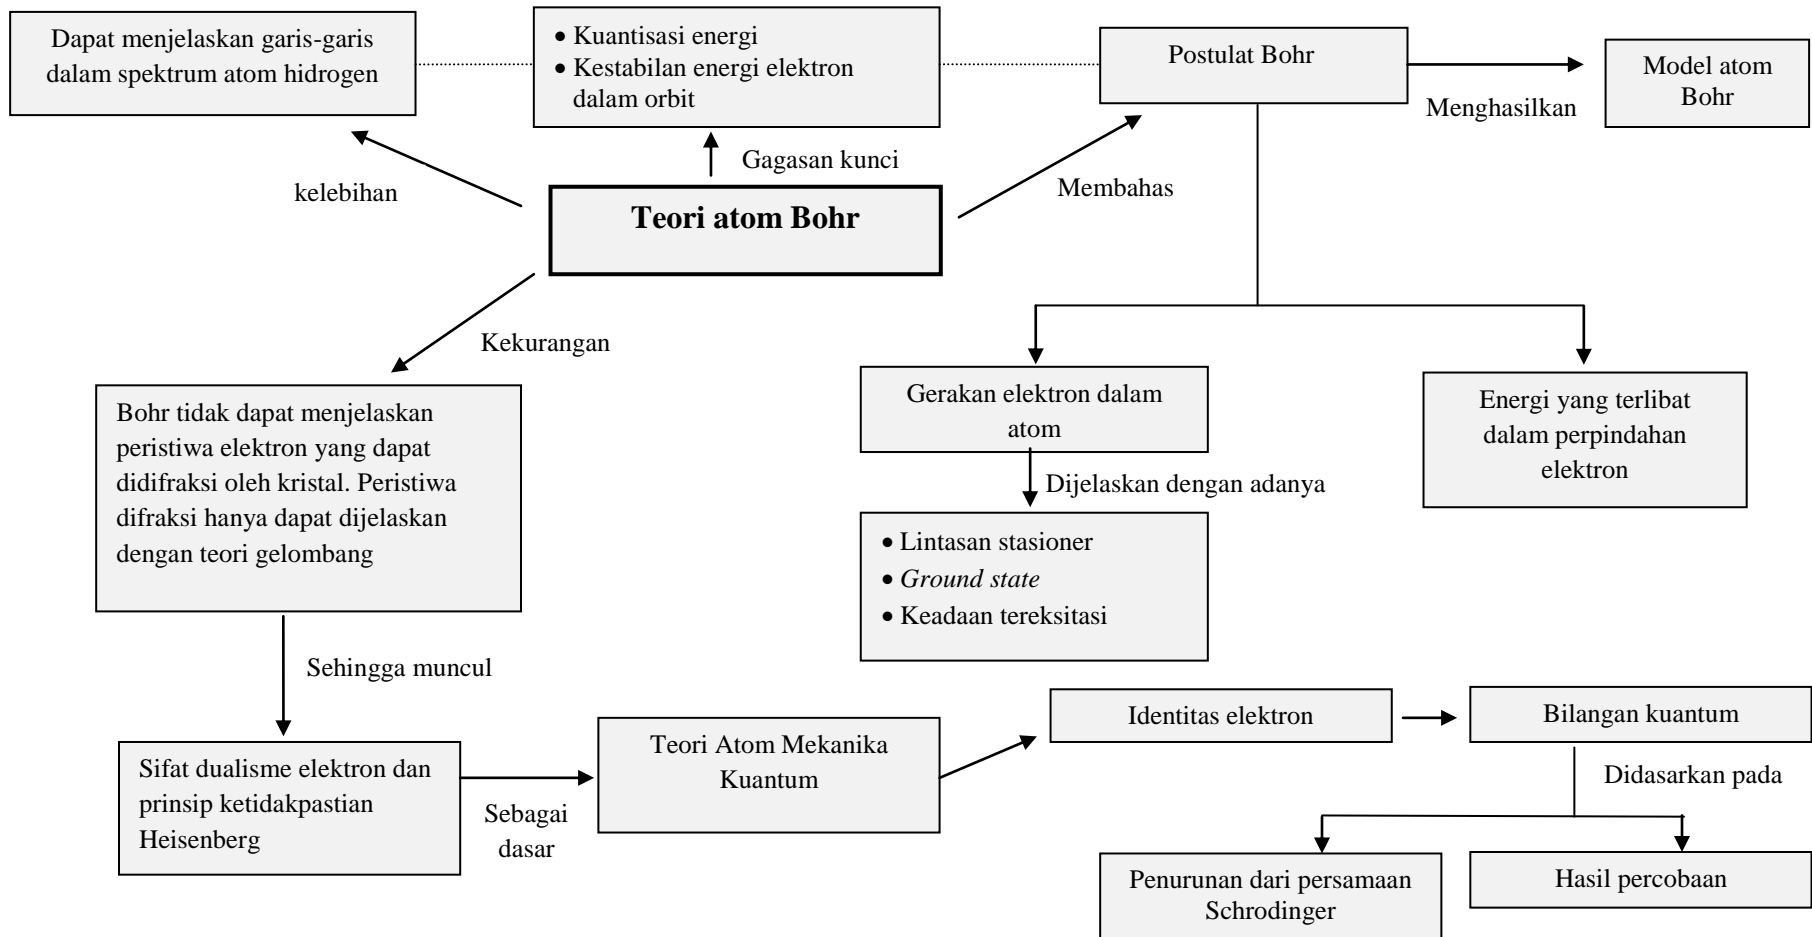 Dapat menjelaskan garis-garis
dalam spektrum atom hidrogen
• Kuantisasi energi
• Kestabilan energi elektron
dalam orbit
Postulat Bohr
Model atom
Bohr
Menghasilkan
kelebihan
Gagasan kunci
Membahas
Teori atom Bohr
Kekurangan
Bohr tidak dapat menjelaskan
peristiwa elektron yang dapat
didifraksi oleh kristal. Peristiwa
difraksi hanya dapat dijelaskan
dengan teori gelombang
Gerakan elektron dalam
atom
Energi yang terlibat
dalam perpindahan
elektron
Dijelaskan dengan adanya
• Lintasan stasioner
• Ground state
• Keadaan tereksitasi
Sehingga muncul
Sifat dualisme elektron dan
prinsip ketidakpastian
Heisenberg
Sebagai
dasar
Teori Atom Mekanika
Kuantum
Identitas elektron
Bilangan kuantum
Didasarkan pada
Penurunan dari persamaan
Schrodinger
Hasil percobaan